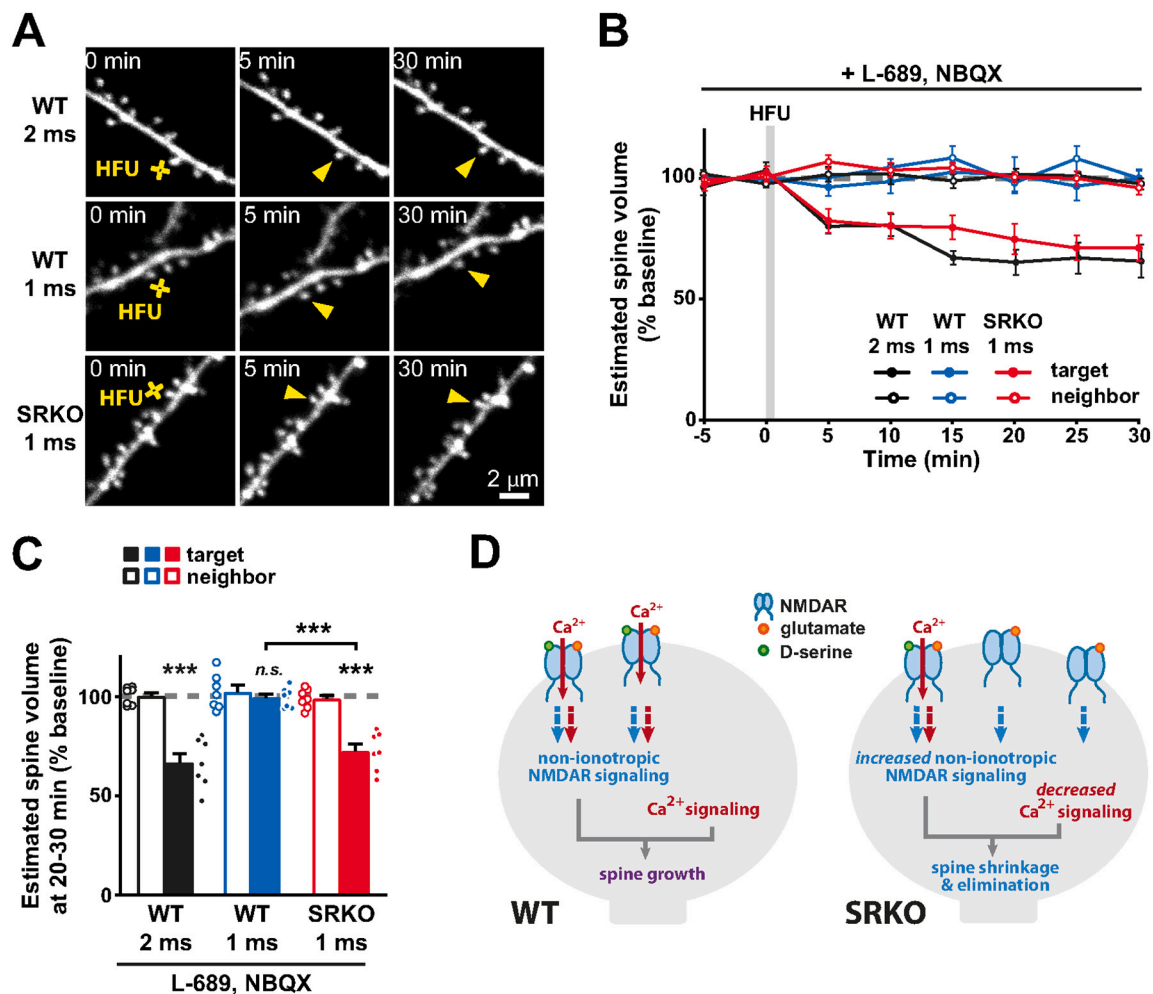 A
WT
2 ms
0 min
5 min
30 min
HFU
WT
1 ms
0 min
5 min
30 min
HFU
SRKO
1 ms
0 min
5 min
30 min
HFU
2 μm
B
+ L-689, NBQX
HFU
Estimated spine volume
(% baseline)
100
50
0
WT WT SRKO
2 ms 1 ms 1 ms
target
neighbor
-5 0 5 10 15 20 25 30
Time (min)
C
target
neighbor
Estimated spine volume
at 20-30 min (% baseline)
100
50
0
***
n.s.
***
***
WT WT SRKO
2 ms 1 ms 1 ms
L-689, NBQX
D
NMDAR
glutamate
D-serine
Ca2+
Ca2+
non-ionotropic
NMDAR signaling
Ca2+ signaling
spine growth
WT
Ca2+
increased non-ionotropic
NMDAR signaling
decreased
Ca2+ signaling
spine shrinkage
& elimination
SRKO